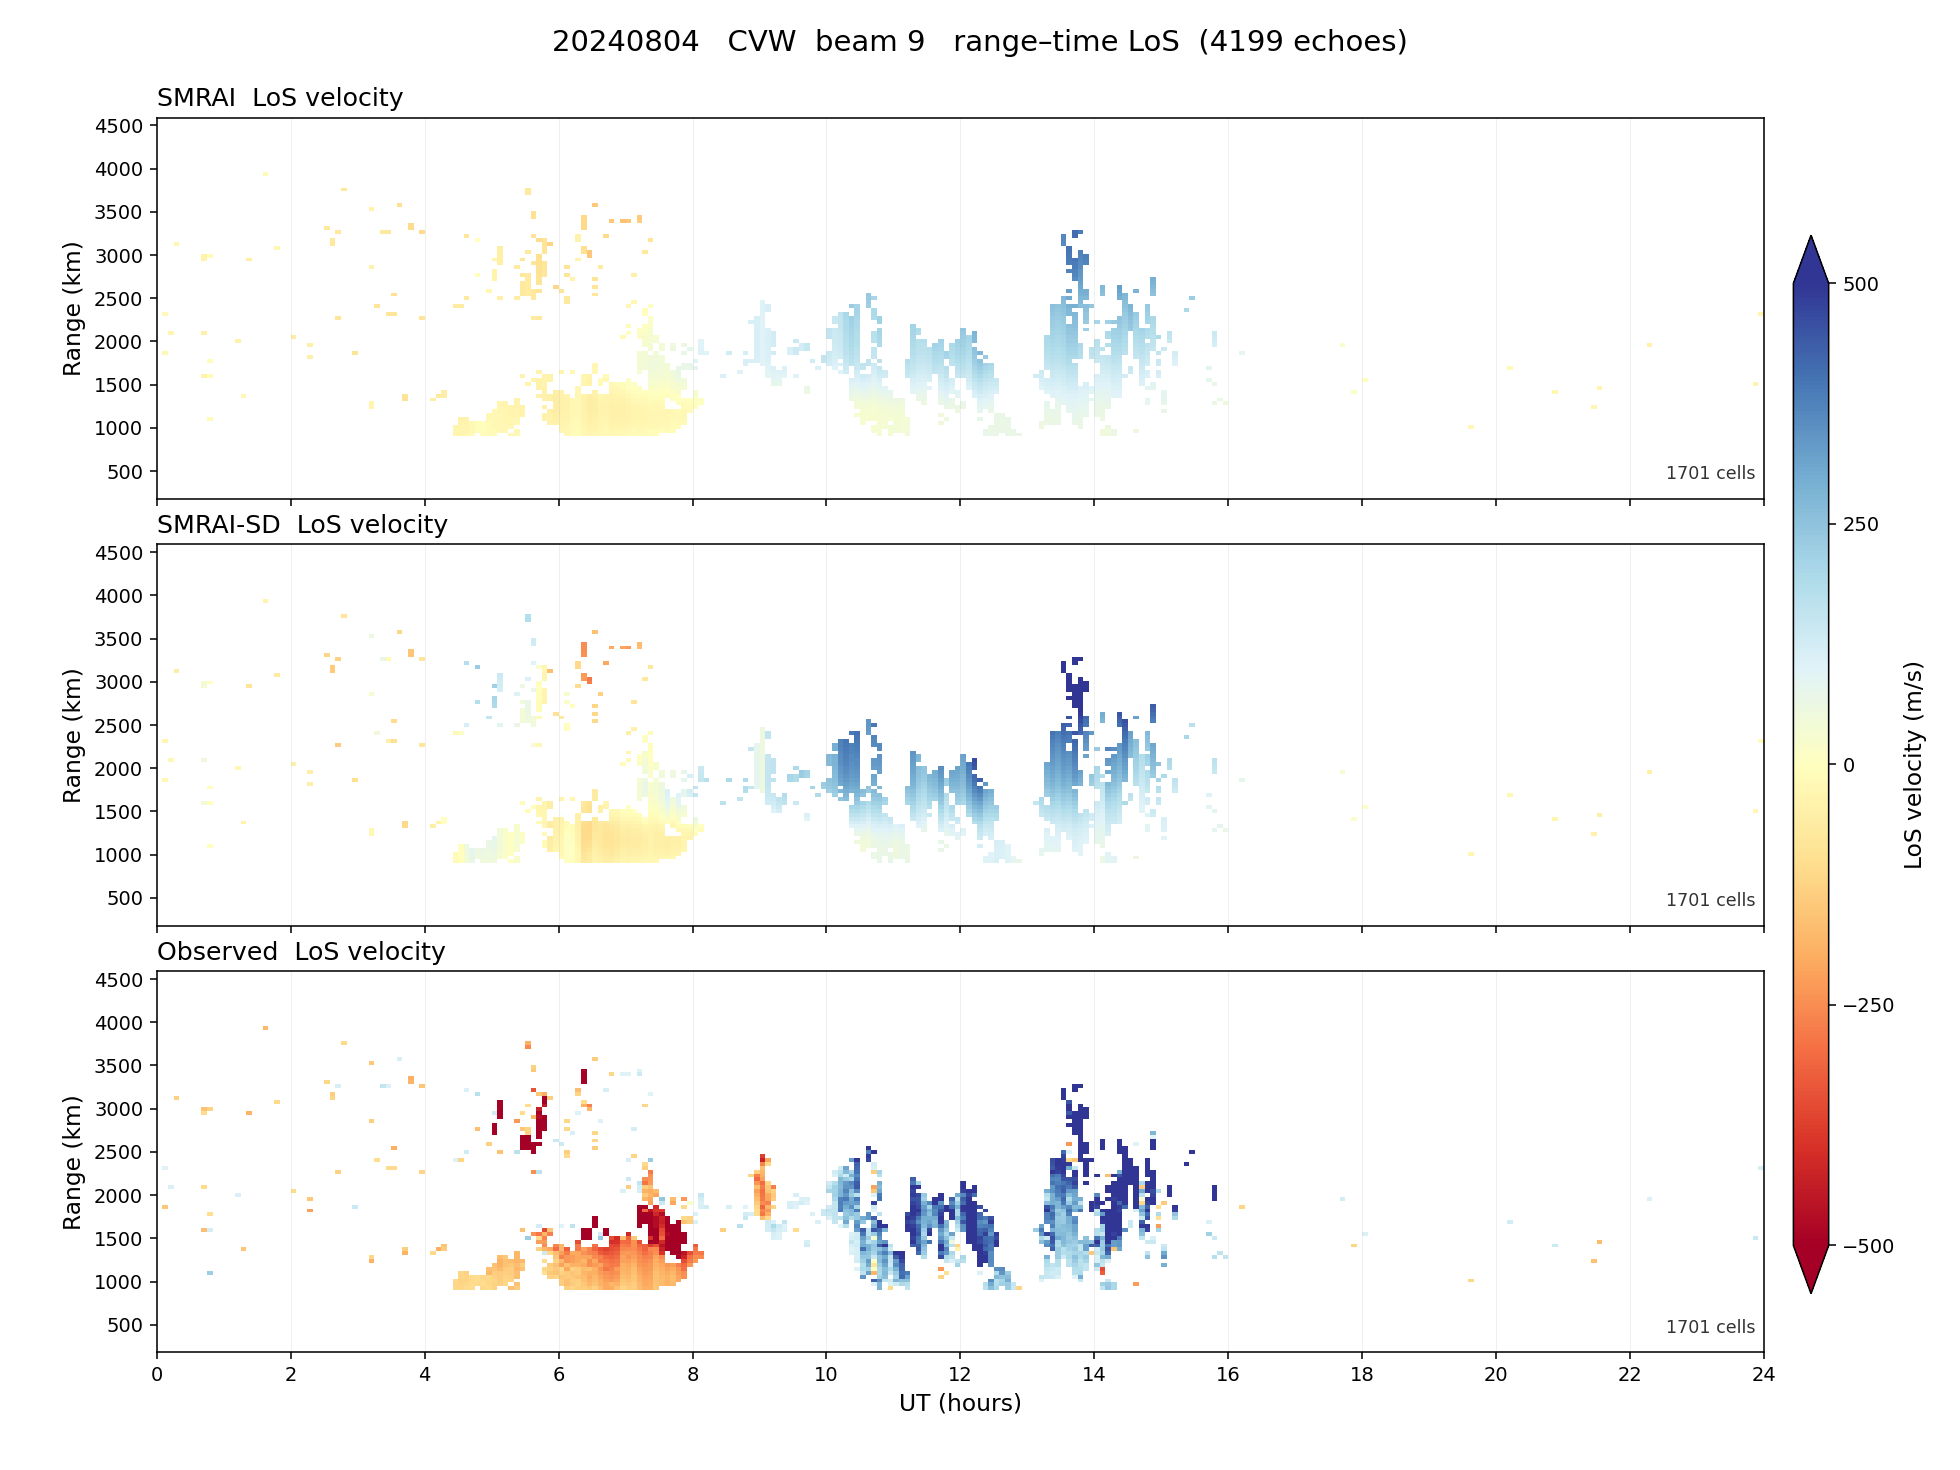 20240804   CVW  beam 9   range–time LoS  (4199 echoes)
SMRAI  LoS velocity
4500
4000
3500
3000
2500
2000
1500
1000
500
Range (km)
1701 cells
SMRAI-SD  LoS velocity
4500
4000
3500
3000
2500
2000
1500
1000
500
Range (km)
1701 cells
Observed  LoS velocity
4500
4000
3500
3000
2500
2000
1500
1000
500
Range (km)
1701 cells
0 2 4 6 8 10 12 14 16 18 20 22 24
UT (hours)
500
250
0
−250
−500
LoS velocity (m/s)